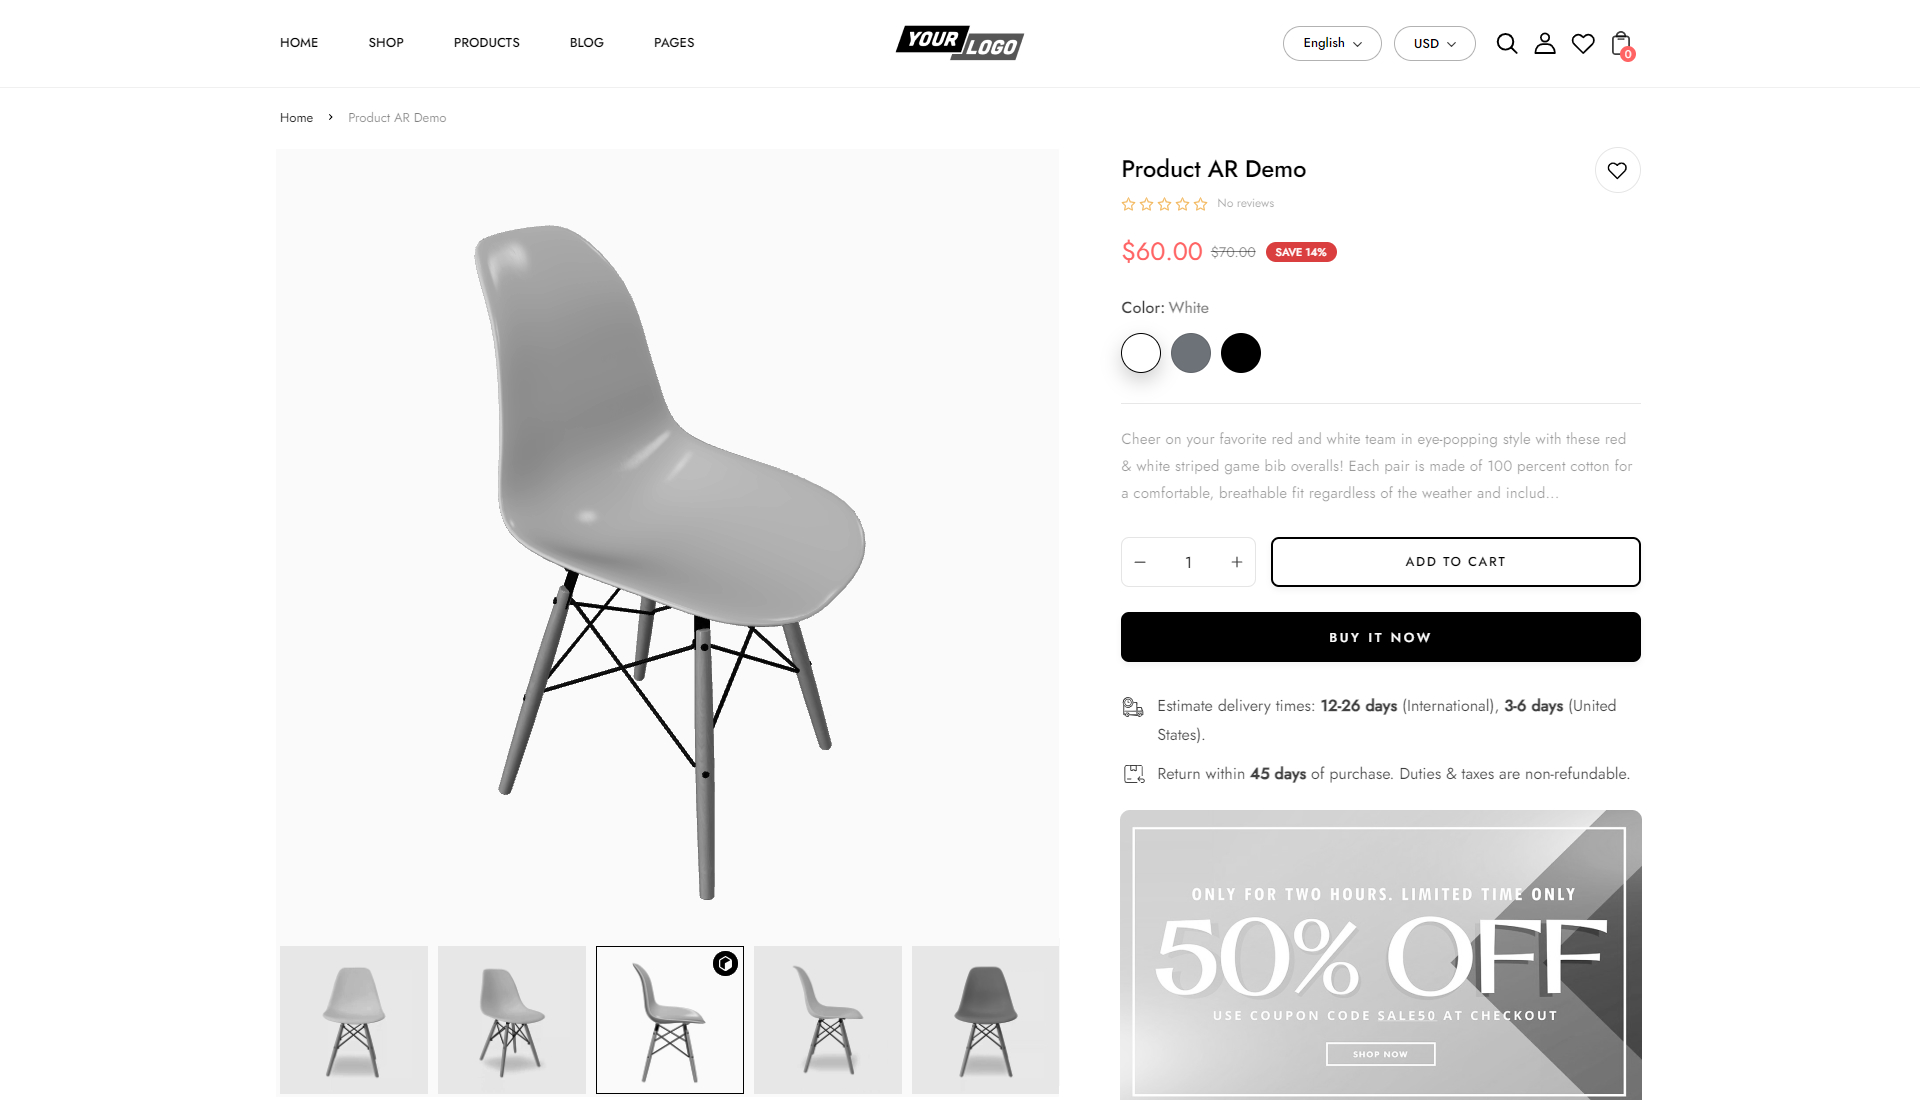 HOME
SHOP
PRODUCTS
BLOG
PAGES
YOUR
LOGO
English
USD
0
Home
Product AR Demo
Product AR Demo
No reviews
$60.00 $70.00 SAVE 14%
Color: White
Cheer on your favorite red and white team in eye-popping style with these red
& white striped game bib overalls! Each pair is made of 100 percent cotton for
a comfortable, breathable fit regardless of the weather and includ...
1
ADD TO CART
BUY IT NOW
Estimate delivery times: 12-26 days (International), 3-6 days (United
States).
Return within 45 days of purchase. Duties & taxes are non-refundable.
ONLY FOR TWO HOURS. LIMITED TIME ONLY
50% OFF
USE COUPON CODE SALE50 AT CHECKOUT
SHOP NOW